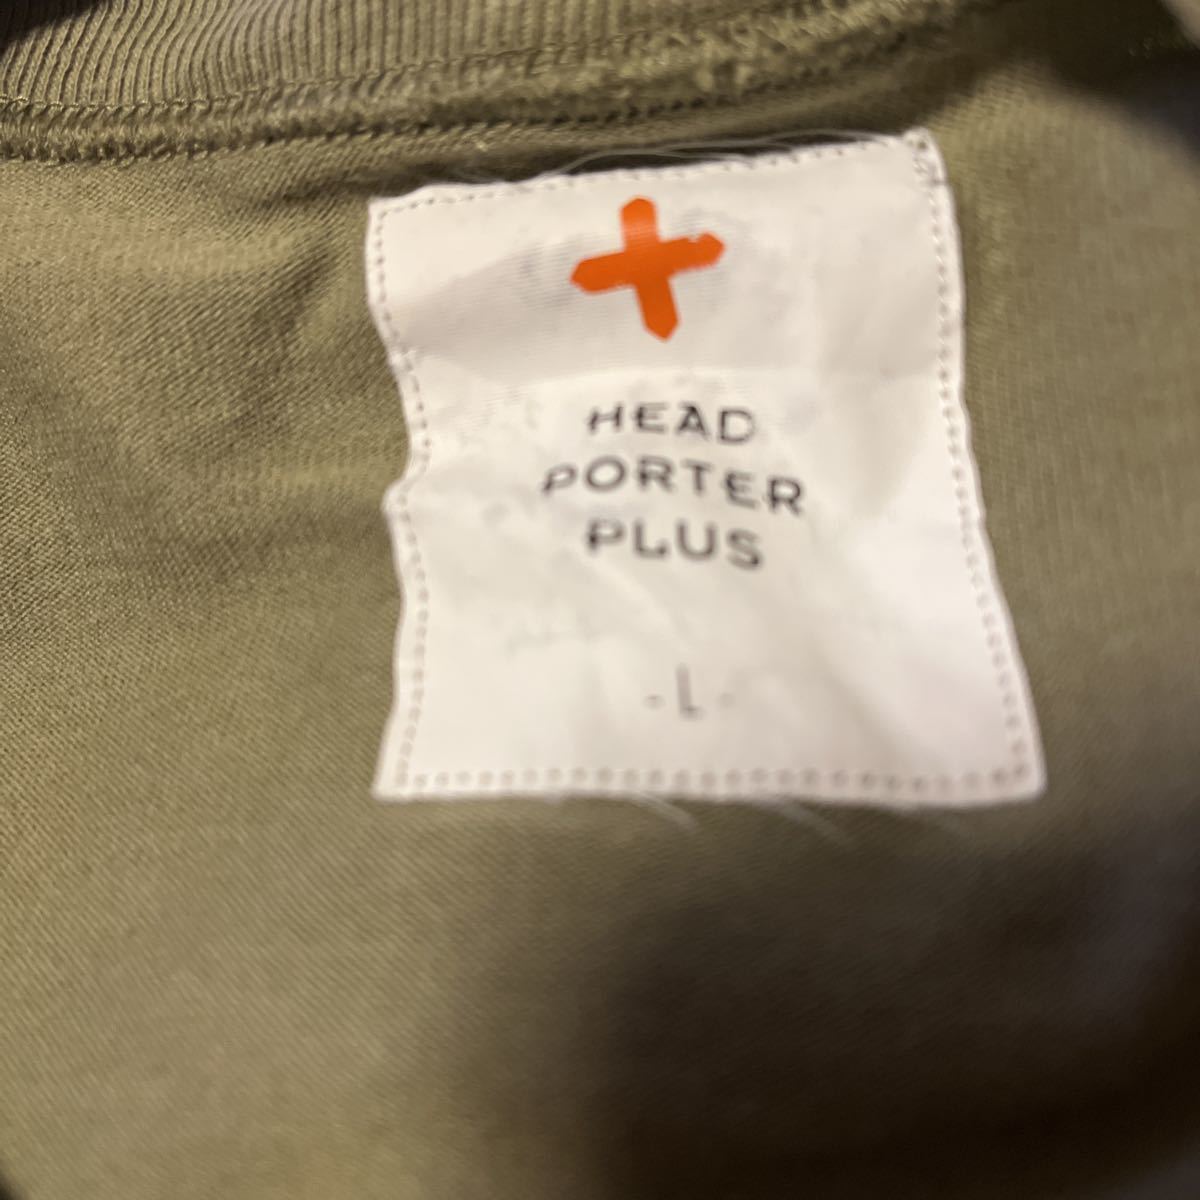 HEAD
PORTER
PLUS
- L -